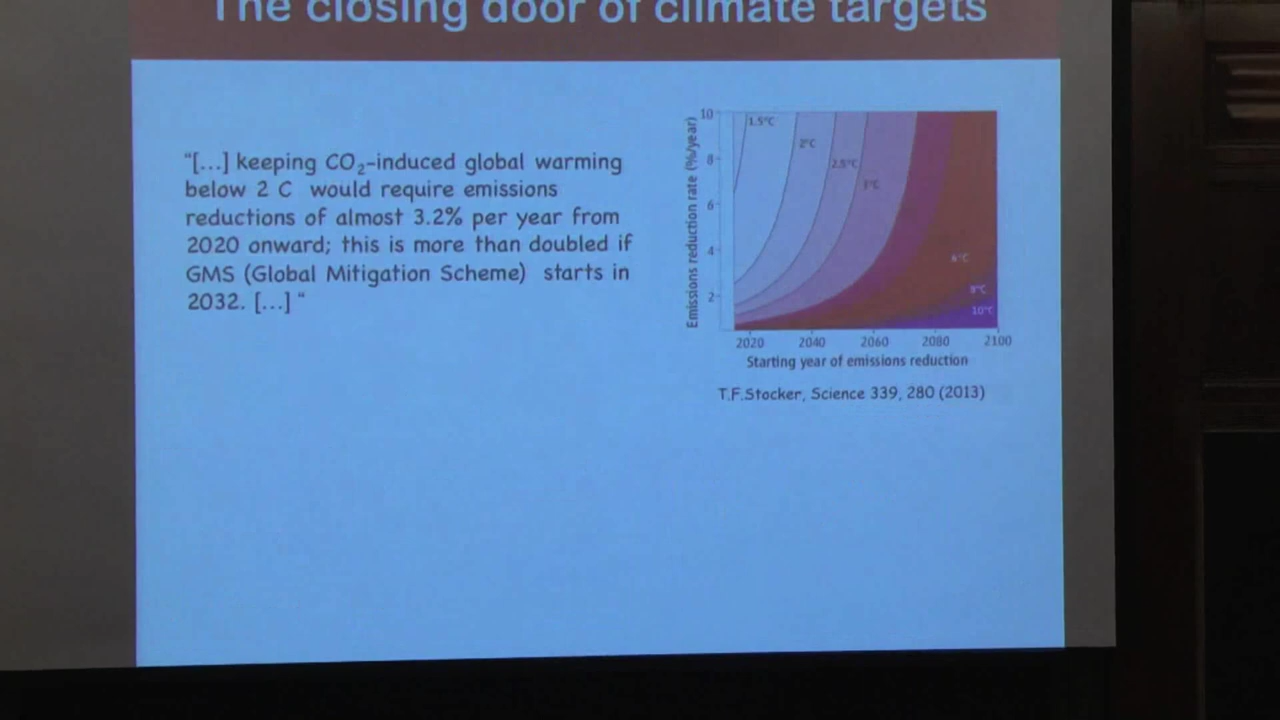 The closing door of climate targets
"[...] keeping CO₂-induced global warming
below 2 C would require emissions
reductions of almost 3.2% per year from
2020 onward; this is more than doubled if
GMS (Global Mitigation Scheme) starts in
2032. [...] "
Emissions reduction rate (%/year)
10
8
6
4
2
1.5°C
2°C
2.5°C
3°C
9°C
10°C
2020 2040 2060 2080 2100
Starting year of emissions reduction
T.F.Stocker, Science 339, 280 (2013)